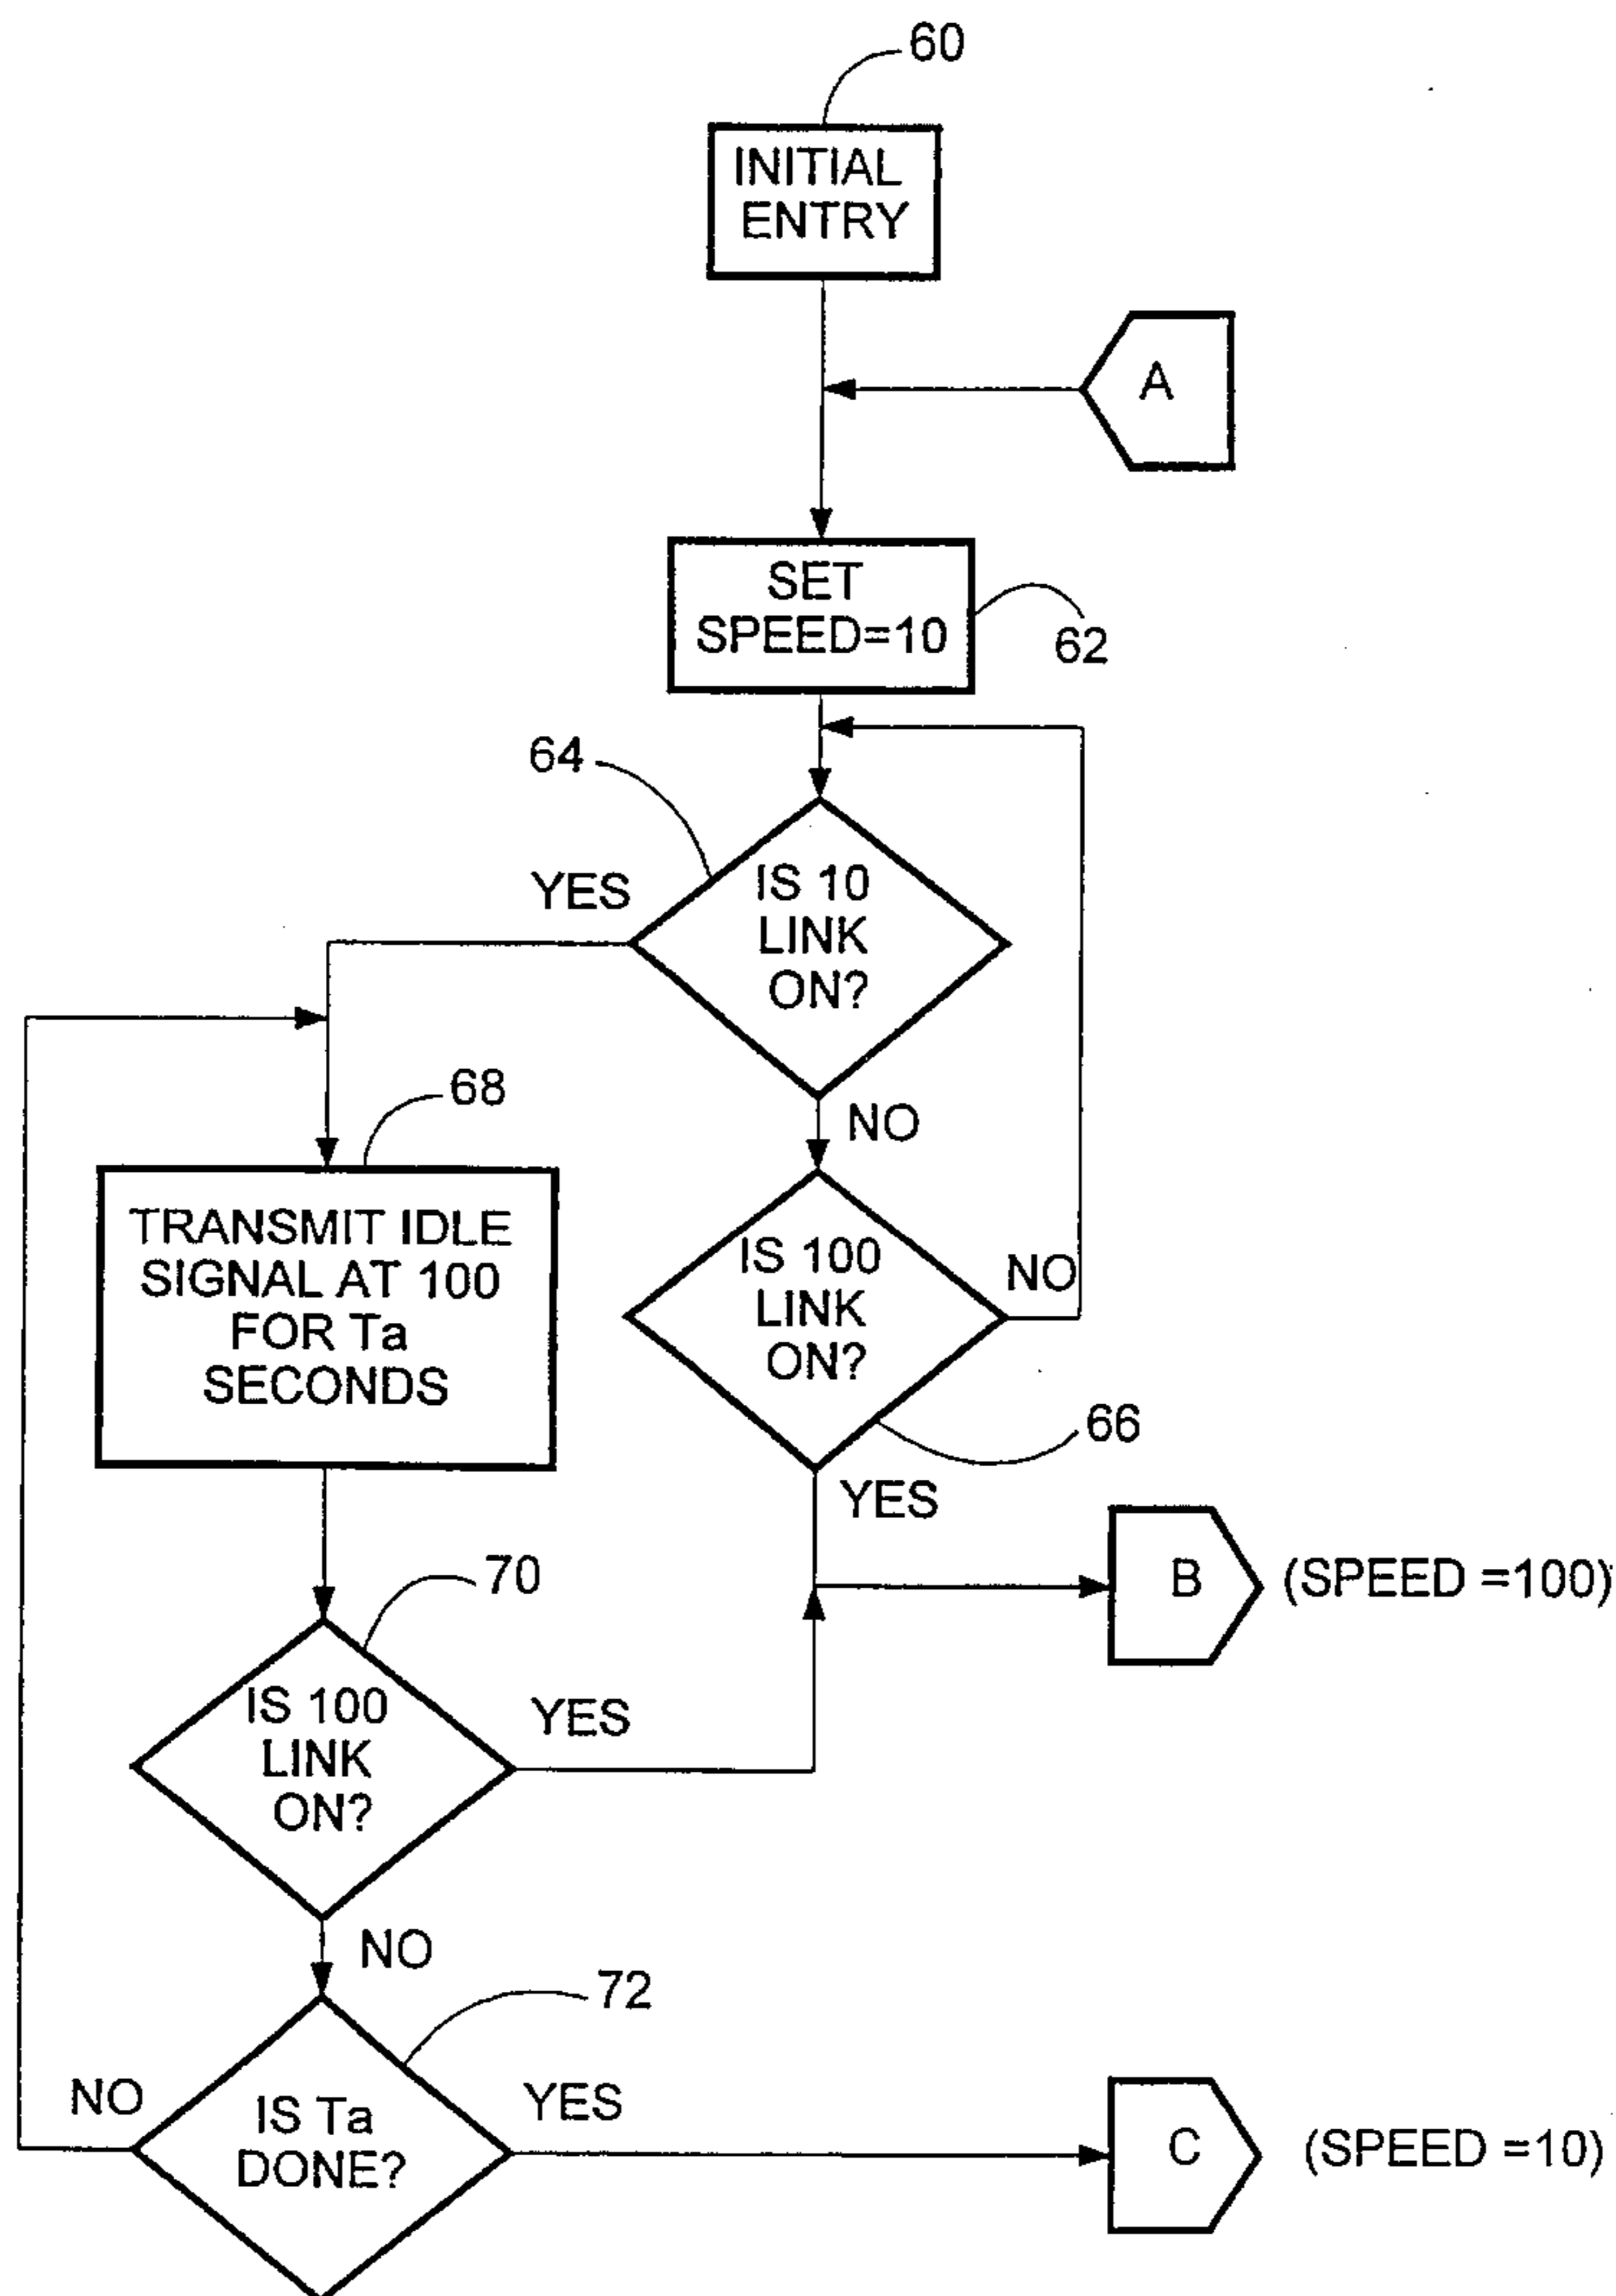 60
INITIAL
ENTRY
A
SET
SPEED=10
62
64
YES
IS 10
LINK
ON?
NO
68
TRANSMIT IDLE
SIGNAL AT 100
FOR Ta
SECONDS
IS 100
LINK
ON?
NO
66
YES
B
(SPEED =100)
70
IS 100
LINK
ON?
YES
NO
72
NO
IS Ta
DONE?
YES
C
(SPEED =10)